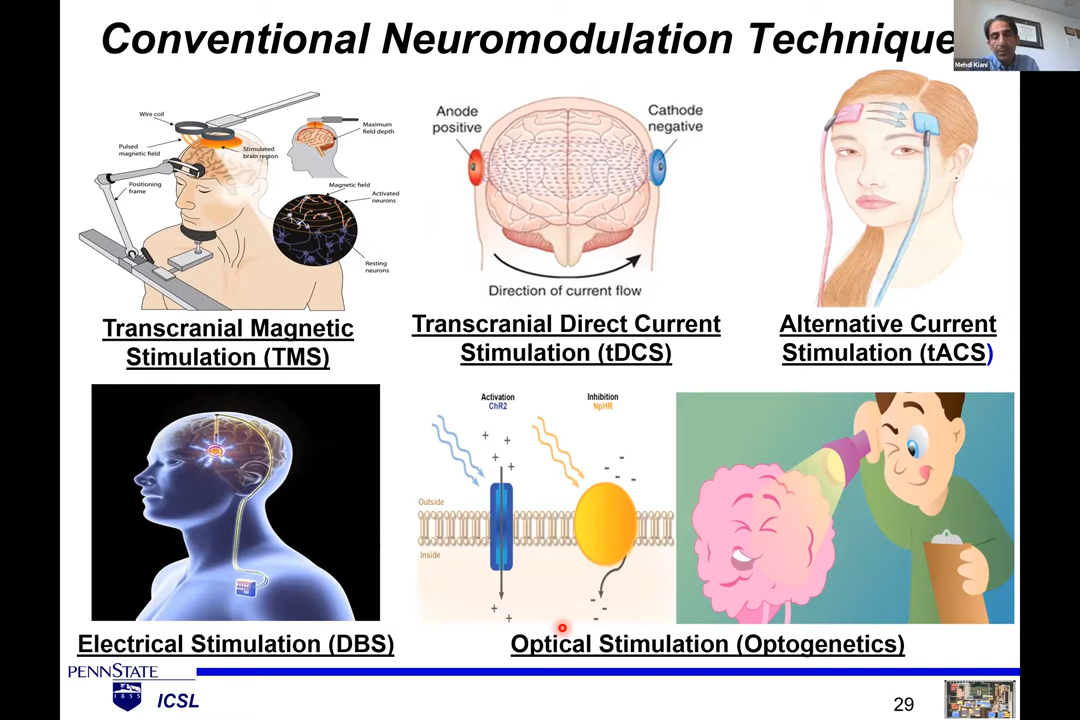 Conventional Neuromodulation Technique
Mehdi Kiani
Wire coil
Pulsed
magnetic field
Positioning
frame
Stimulated
brain region
Maximum
field depth
Magnetic field
Activated
neurons
Resting
neurons
Transcranial Magnetic
Stimulation (TMS)
Anode
positive
Cathode
negative
Direction of current flow
Transcranial Direct Current
Stimulation (tDCS)
Alternative Current
Stimulation (tACS)
Electrical Stimulation (DBS)
Activation
ChR2
Inhibition
NpHR
Outside
Inside
Optical Stimulation (Optogenetics)
PENNSTATE
1855
ICSL
29